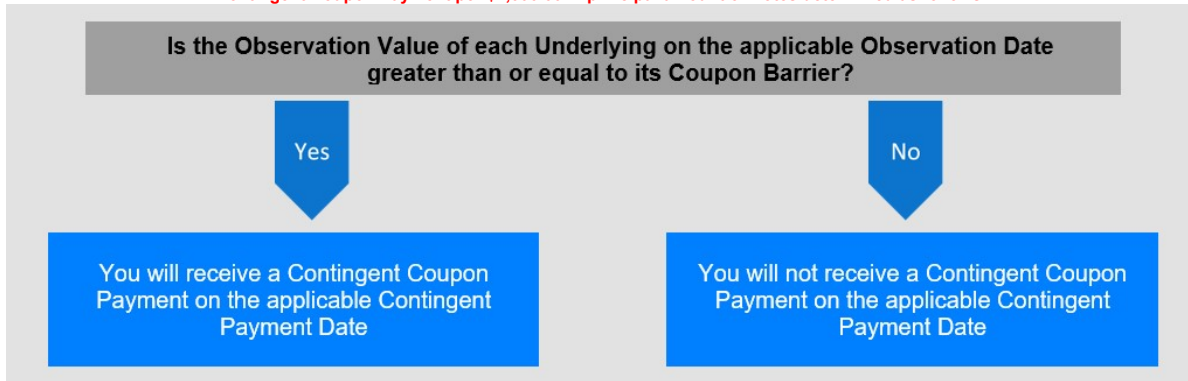 Is the Observation Value of each Underlying on the applicable Observation Date
greater than or equal to its Coupon Barrier?
Yes
No
You will receive a Contingent Coupon
Payment on the applicable Contingent
Payment Date
You will not receive a Contingent Coupon
Payment on the applicable Contingent
Payment Date